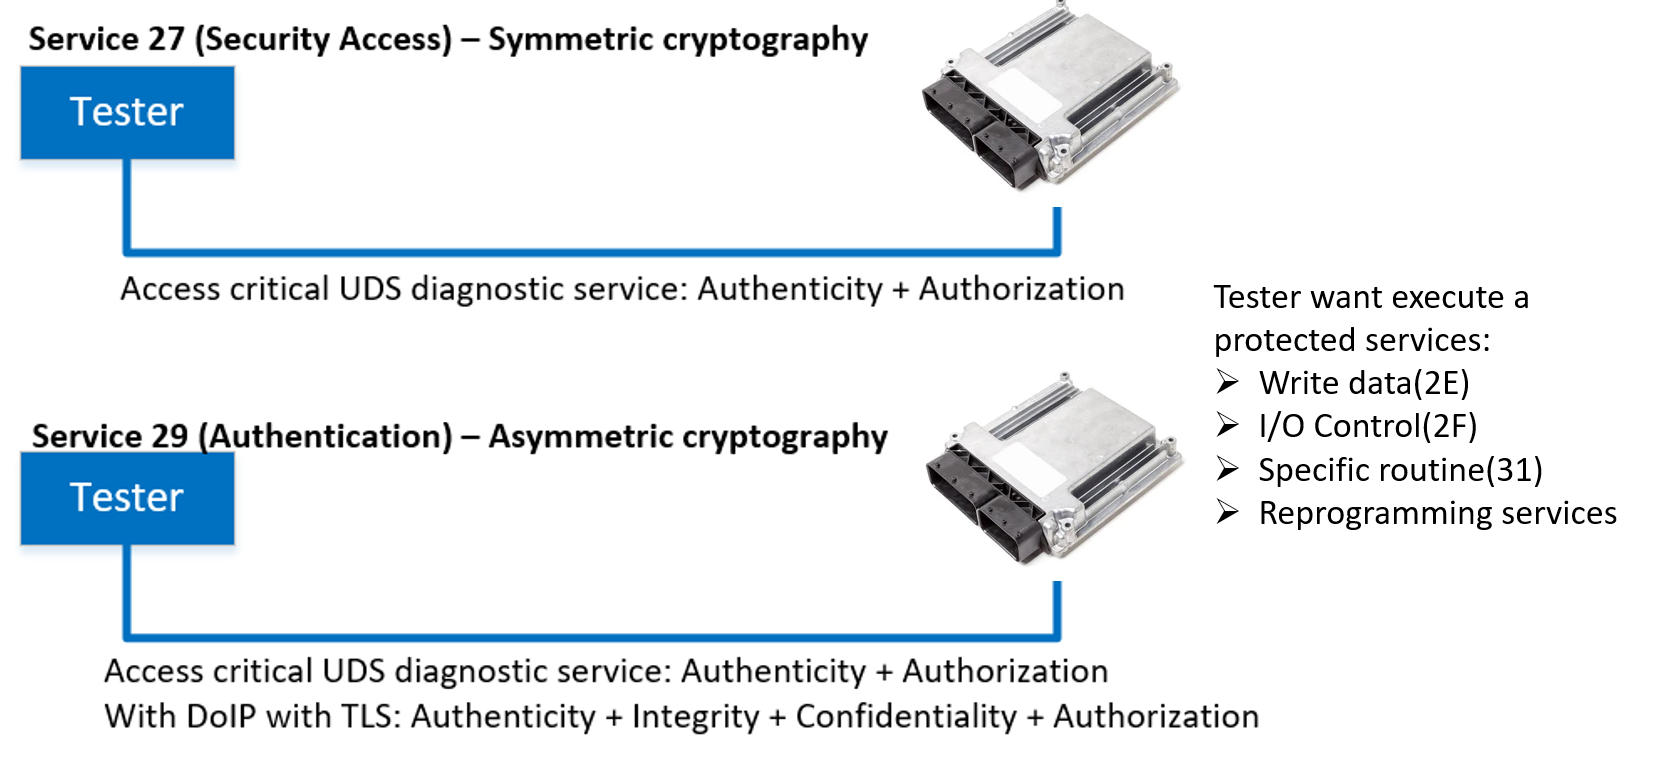 Service 27 (Security Access) – Symmetric cryptography
Tester
Access critical UDS diagnostic service: Authenticity + Authorization
Service 29 (Authentication) – Asymmetric cryptography
Tester
Access critical UDS diagnostic service: Authenticity + Authorization
With DoIP with TLS: Authenticity + Integrity + Confidentiality + Authorization
Tester want execute a
protected services:
➢ Write data(2E)
➢ I/O Control(2F)
➢ Specific routine(31)
➢ Reprogramming services